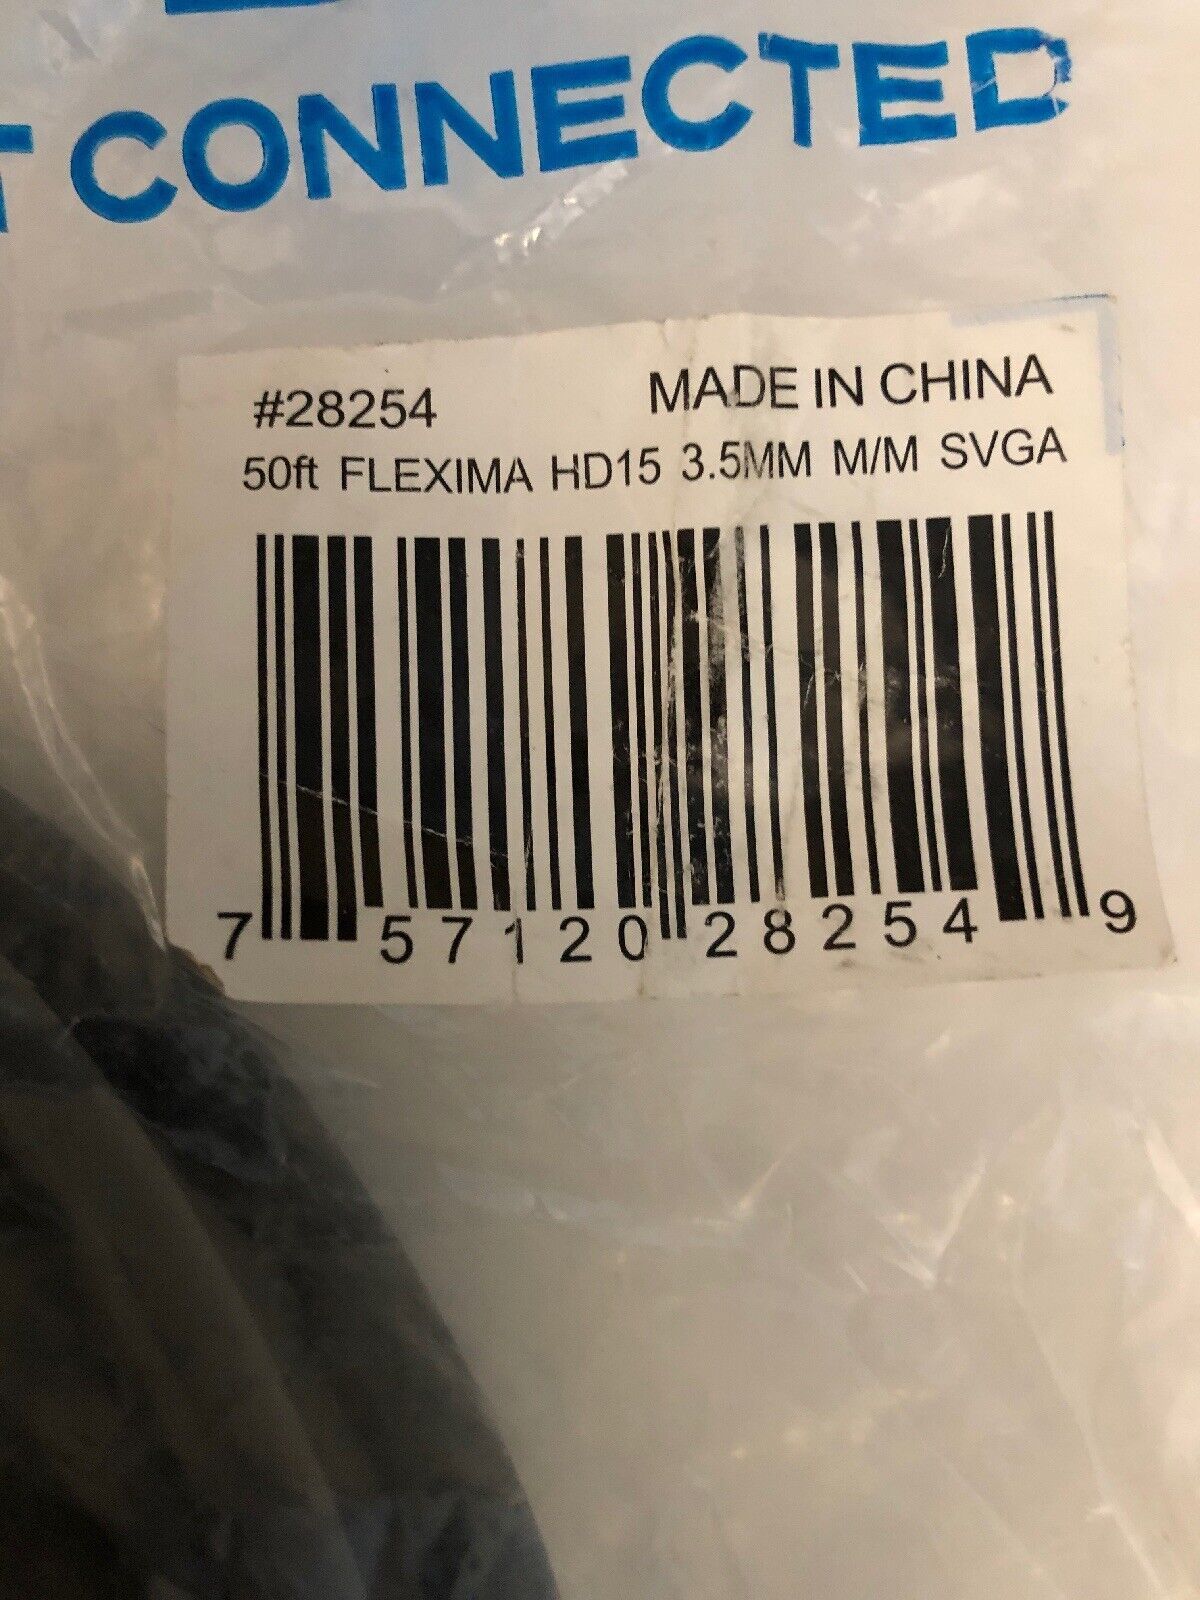 CONNECTED
#28254 MADE IN CHINA
50ft FLEXIMA HD15 3.5MM M/M SVGA
7 57120 28254 9